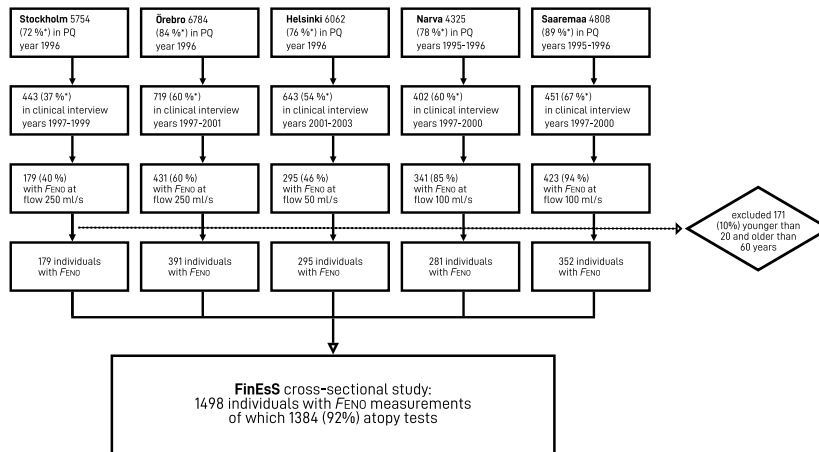 Stockholm 5754
(72 %*) in PQ
year 1996
Örebro 6784
(84 %*) in PQ
year 1996
Helsinki 6062
(76 %*) in PQ
year 1996
Narva 4325
(78 %*) in PQ
years 1995-1996
Saaremaa 4808
(89 %*) in PQ
years 1995-1996
443 (37 %*)
in clinical interview
years 1997-1999
719 (60 %*)
in clinical interview
years 1997-2001
643 (54 %*)
in clinical interview
2001-2003
402 (60 %*)
in clinical interview
years 1997-2000
451 (67 %*)
in clinical interview
years 1997-2000
179 (40 %)
with FENO at
flow 250 ml/s
431 (60 %)
with FENO at
flow 250 ml/s
295 (46 %)
with FENO at
flow 50 ml/s
341 (85 %)
with FENO at
flow 100 ml/s
423 (94 %)
with FENO at
flow 100 ml/s
excluded 171
(10%) younger
than
20 and older than
60 years
179 individuals
with FENO
391 individuals
with FENO
295 individuals
with FENO
281 individuals
with FENO
352 individuals
with FENO
FinEsS cross-sectional study:
1498 individuals with FENO measurements
of which 1384 (92%) atopy tests